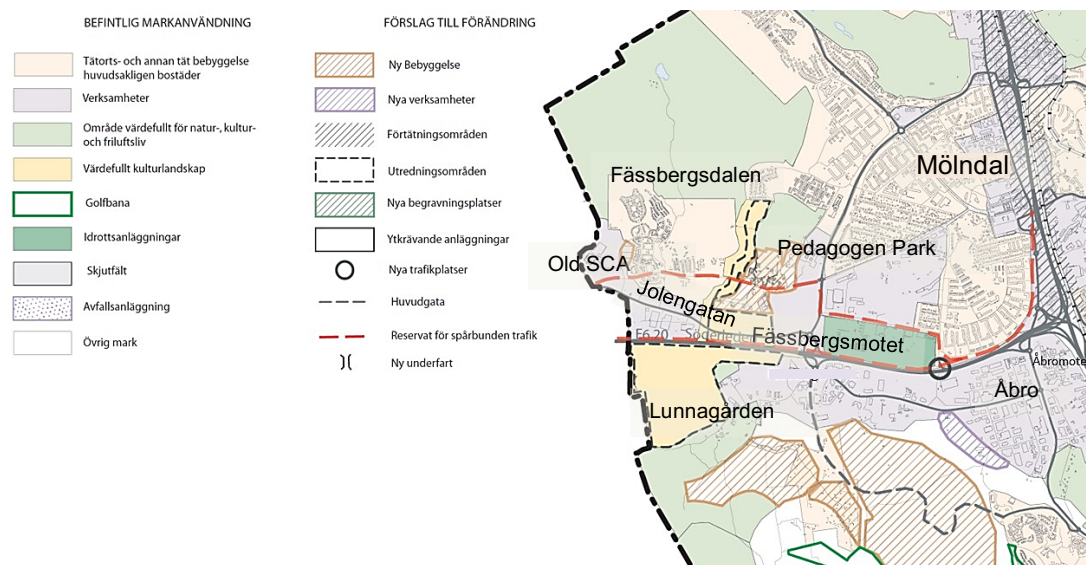 BEFINTLIG MARKANVÄNDNING
Tätorts- och annan tät bebyggelse
huvudsakligen bostäder
Verksamheter
Område värdefullt för natur-, kultur-
och friluftsliv
Värdefullt kulturlandskap
Golfbana
Idrottsanläggningar
Skjutfält
Avfallsanläggning
Övrig mark
FÖRSLAG TILL FÖRÄNDRING
Ny Bebyggelse
Nya verksamheter
Förtätningsområden
Utredningsområden
Nya begravningsplatser
Ytkrävande anläggningar
Nya trafikplatser
Huvudgata
Reservat för spårbunden trafik
Ny underfart
Mölndal
Fässbergsdalen
Pedagogen Park
Old SCA
Jolengatan
E6.20
Fässbergsmotet
Åbromotet
Åbro
Lunnagården